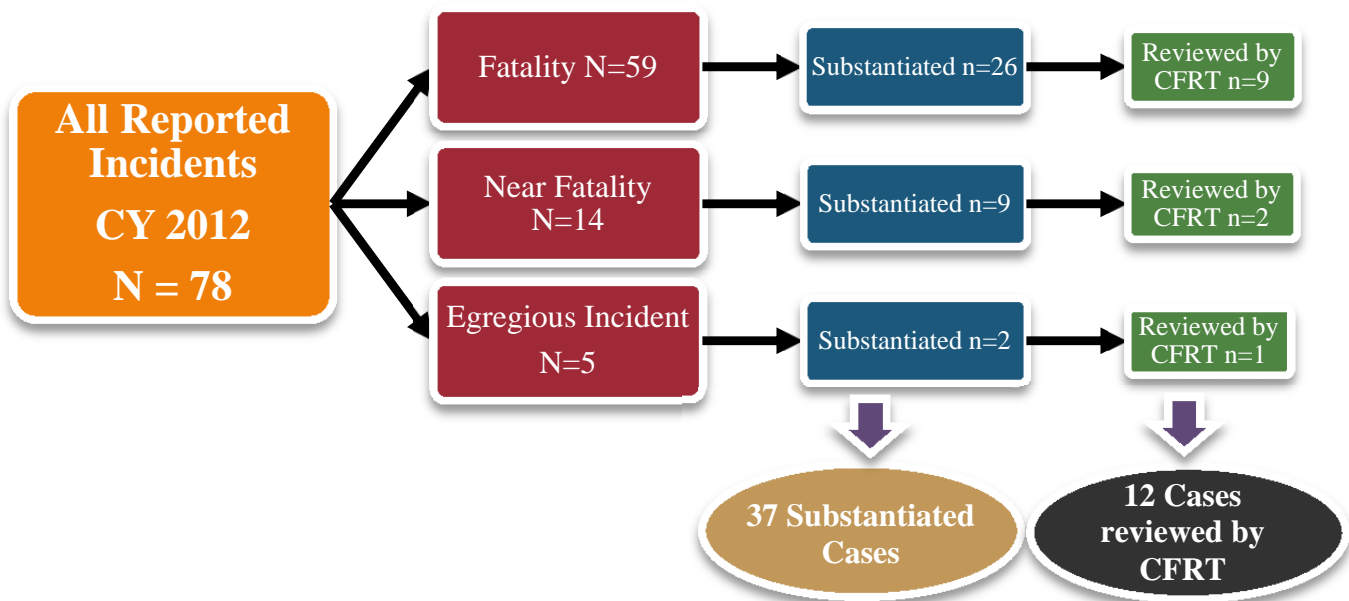 All Reported
Incidents
CY 2012
N = 78
Fatality N=59
Substantiated n=26
Reviewed by
CFRT n=9
Near Fatality
N=14
Substantiated n=9
Reviewed by
CFRT n=2
Egregious Incident
N=5
Substantiated n=2
Reviewed by
CFRT n=1
37 Substantiated
Cases
12 Cases
reviewed by
CFRT